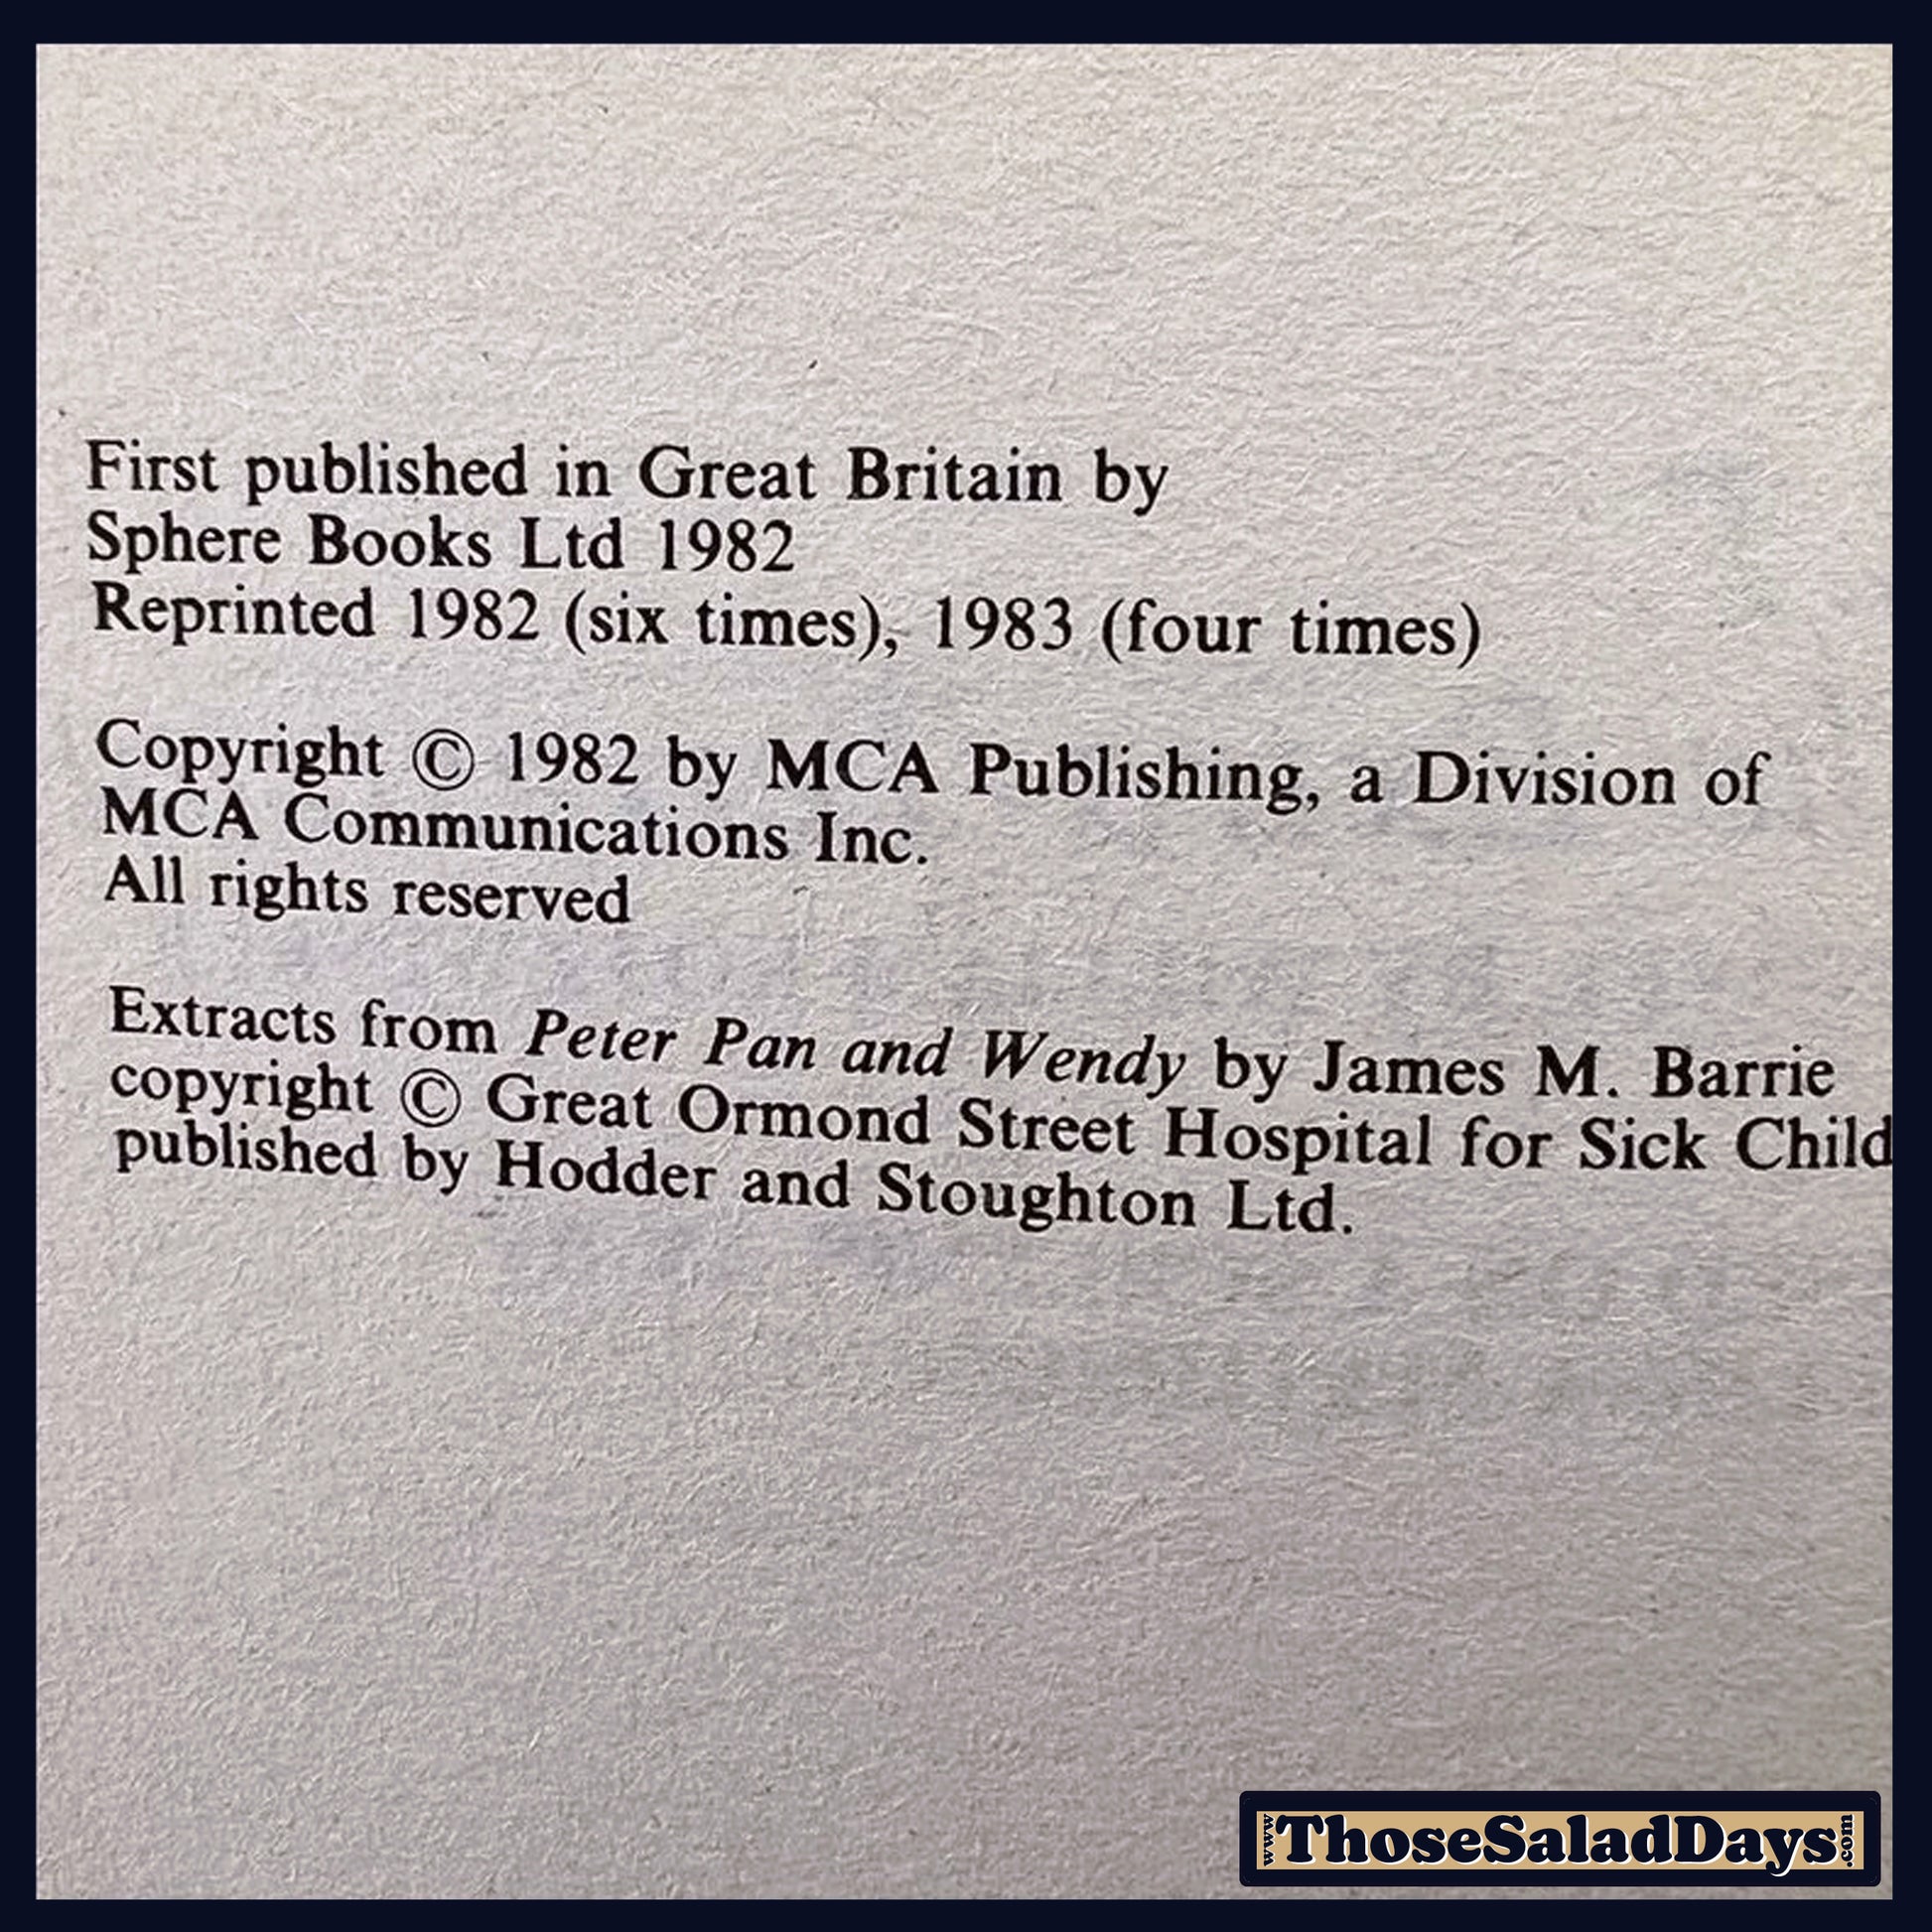 First published in Great Britain by
Sphere Books Ltd 1982
Reprinted 1982 (six times), 1983 (four times)
Copyright © 1982 by MCA Publishing, a Division of
MCA Communications Inc.
All rights reserved
Extracts from Peter Pan and Wendy by James M. Barrie
copyright © Great Ormond Street Hospital for Sick Child
published by Hodder and Stoughton Ltd.
www.ThoseSaladDays.com